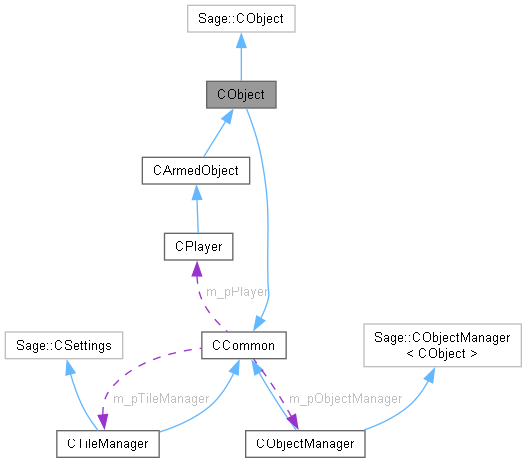 Sage::CObject
CObject
CArmedObject
CPlayer
m_pPlayer
Sage::CSettings
CCommon
Sage::CObjectManager
< CObject >
m_pTileManager
m_pObjectManager
CTileManager
CObjectManager